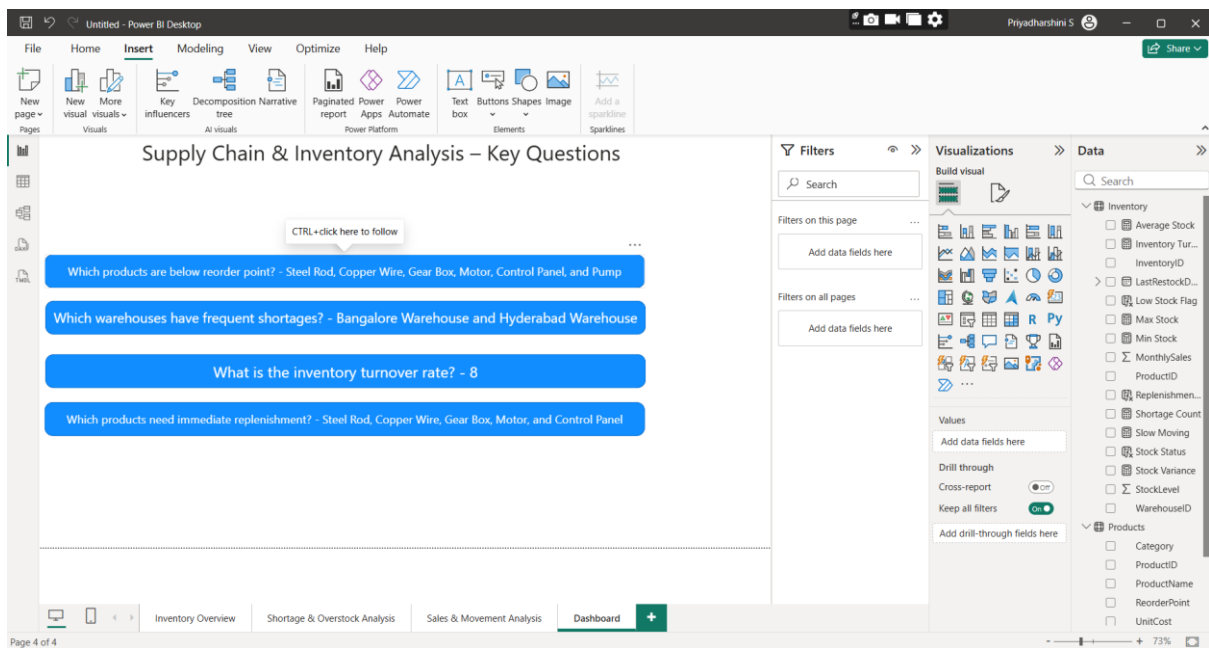 Untitled - Power BI Desktop
Priyadharshini S
File Home Insert Modeling View Optimize Help
Share
New page
New visual
More visuals
Key influencers
Decomposition tree
Narrative
Paginated report
Power Apps
Power Automate
Text box
Buttons
Shapes
Image
Add a sparkline
Pages
Visuals
AI visuals
Power Platform
Elements
Sparklines
Supply Chain & Inventory Analysis – Key Questions
CTRL+click here to follow
Which products are below reorder point? - Steel Rod, Copper Wire, Gear Box, Motor, Control Panel, and Pump
Which warehouses have frequent shortages? - Bangalore Warehouse and Hyderabad Warehouse
What is the inventory turnover rate? - 8
Which products need immediate replenishment? - Steel Rod, Copper Wire, Gear Box, Motor, and Control Panel
Filters
Search
Filters on this page
Add data fields here
Filters on all pages
Add data fields here
Visualizations
Build visual
R Py
Values
Add data fields here
Drill through
Cross-report
Off
Keep all filters
On
Add drill-through fields here
Data
Search
Inventory
Average Stock
Inventory Tur...
InventoryID
LastRestockD...
Low Stock Flag
Max Stock
Min Stock
MonthlySales
ProductID
Replenishmen...
Shortage Count
Slow Moving
Stock Status
Stock Variance
StockLevel
WarehouseID
Products
Category
ProductID
ProductName
ReorderPoint
UnitCost
Inventory Overview
Shortage & Overstock Analysis
Sales & Movement Analysis
Dashboard
Page 4 of 4
73%